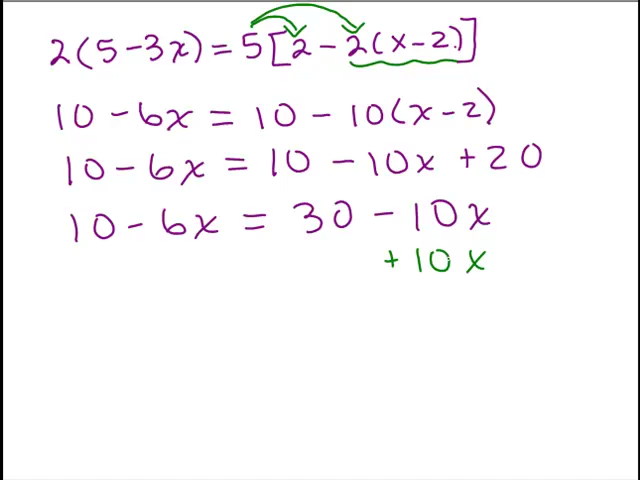 2(5-3x) = 5[2-2(x-2)]
10-6x = 10-10(x-2)
10-6x = 10-10x+20
10-6x = 30-10x
+10x